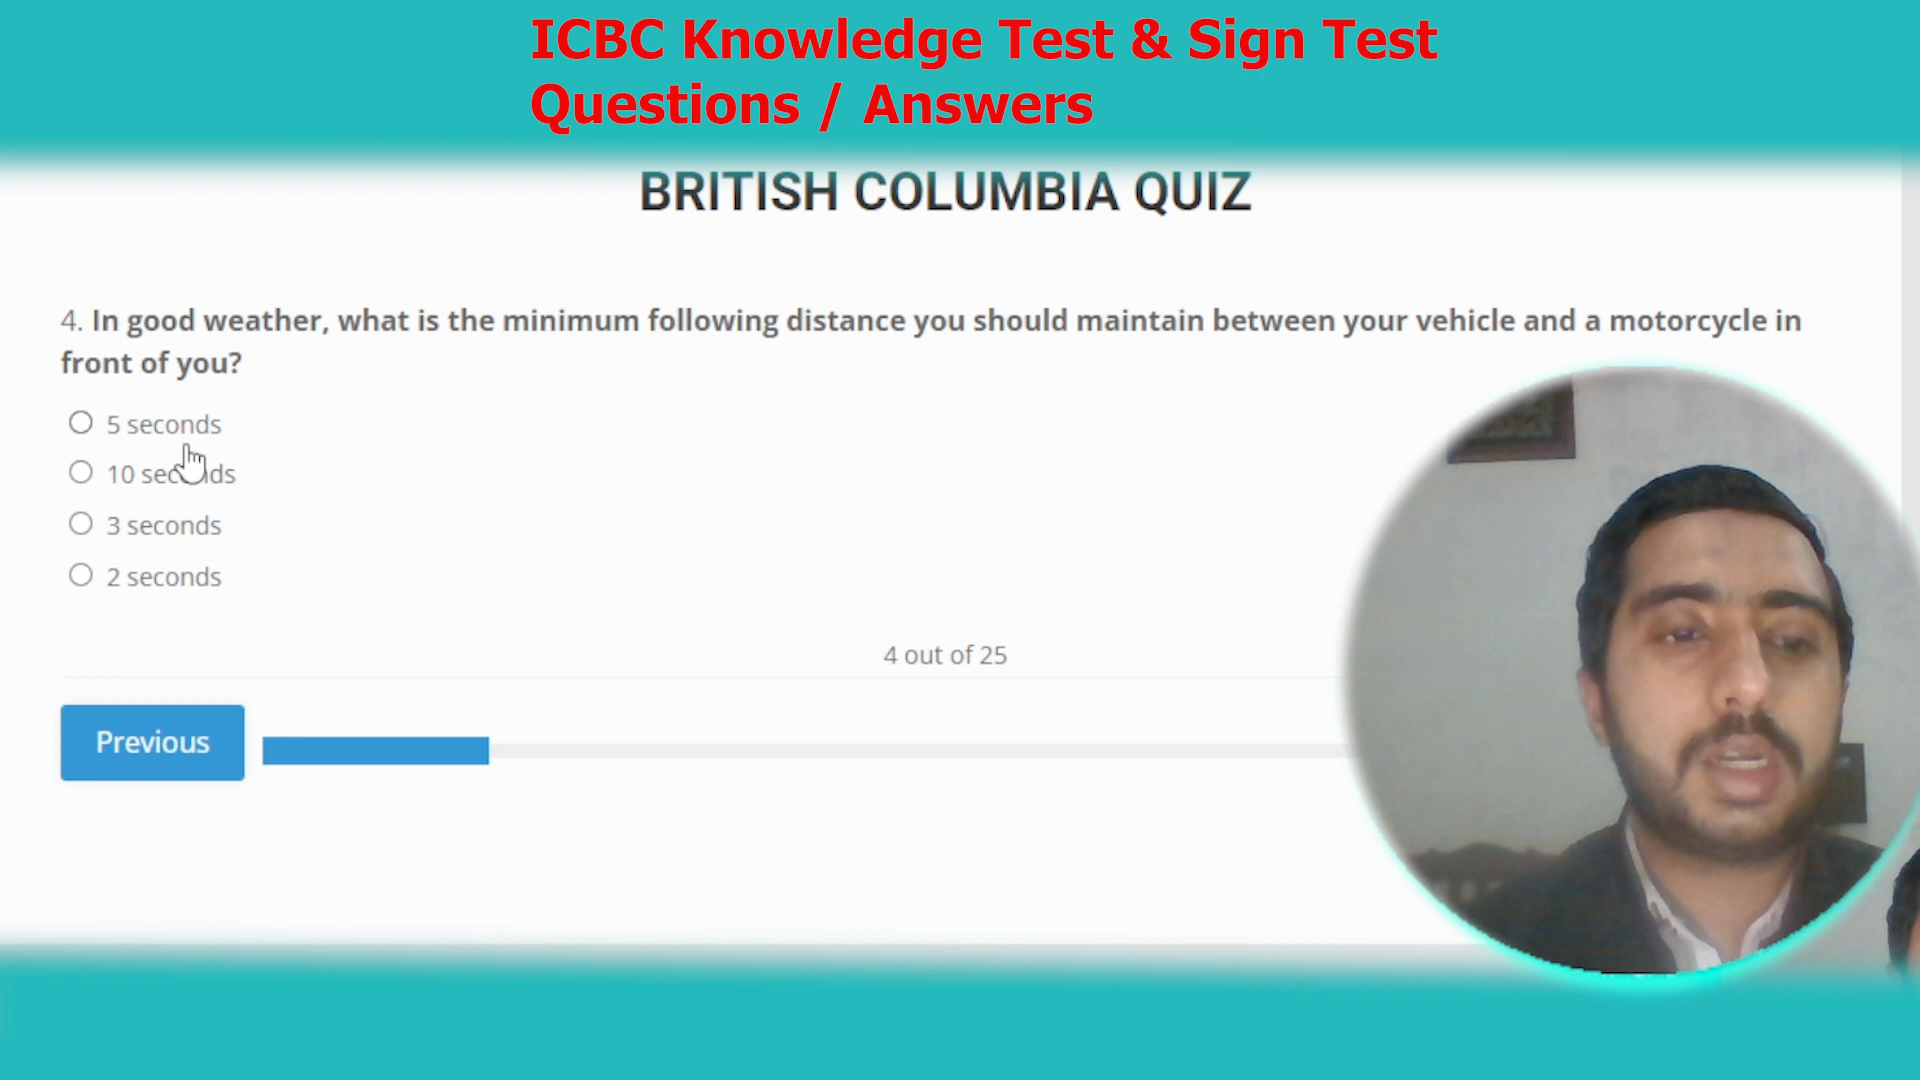 ICBC Knowledge Test & Sign Test
Questions / Answers
BRITISH COLUMBIA QUIZ
4. In good weather, what is the minimum following distance you should maintain between your vehicle and a motorcycle in
front of you?
5 seconds
10 seconds
3 seconds
2 seconds
4 out of 25
Previous